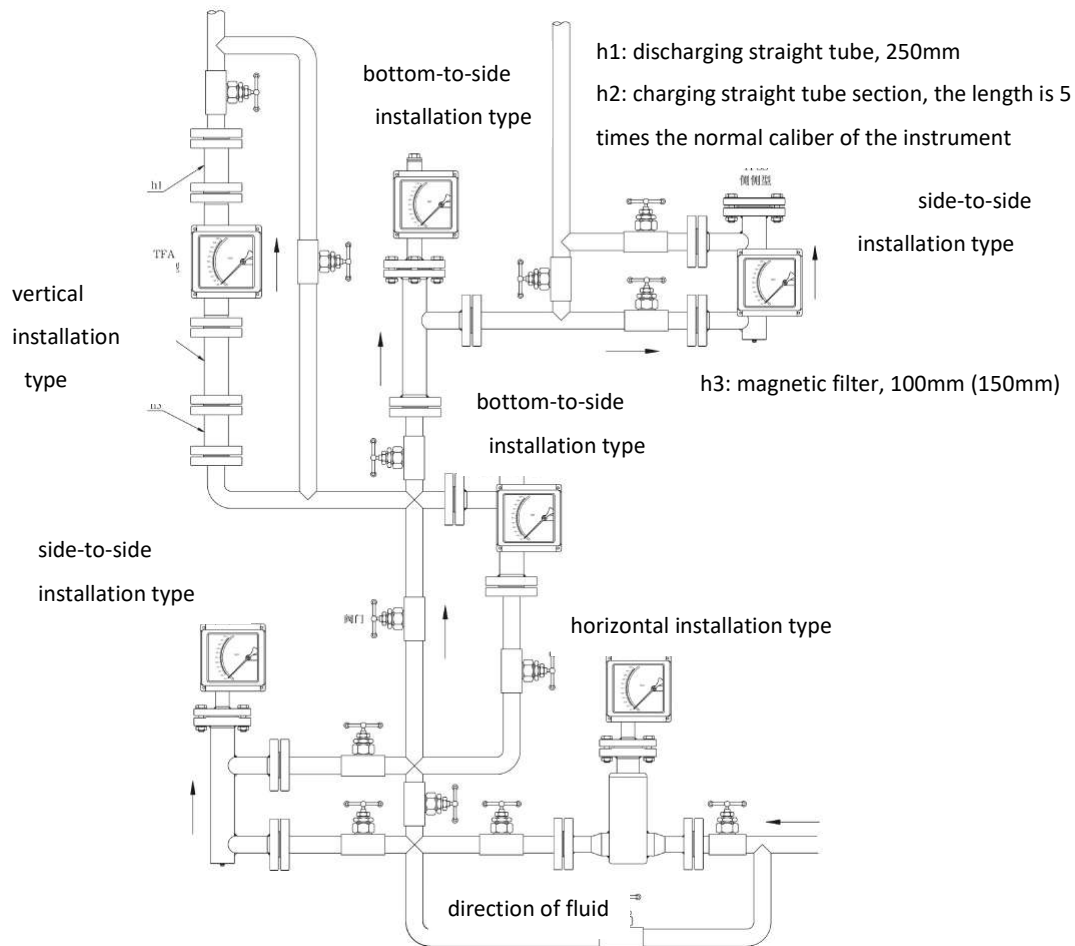 h1: discharging straight tube, 250mm
h2: charging straight tube section, the length is 5
times the normal caliber of the instrument
bottom-to-side
installation type
side-to-side
installation type
h1
TFA
vertical
installation
type
h3: magnetic filter, 100mm (150mm)
bottom-to-side
installation type
side-to-side
installation type
阀门
horizontal installation type
direction of fluid